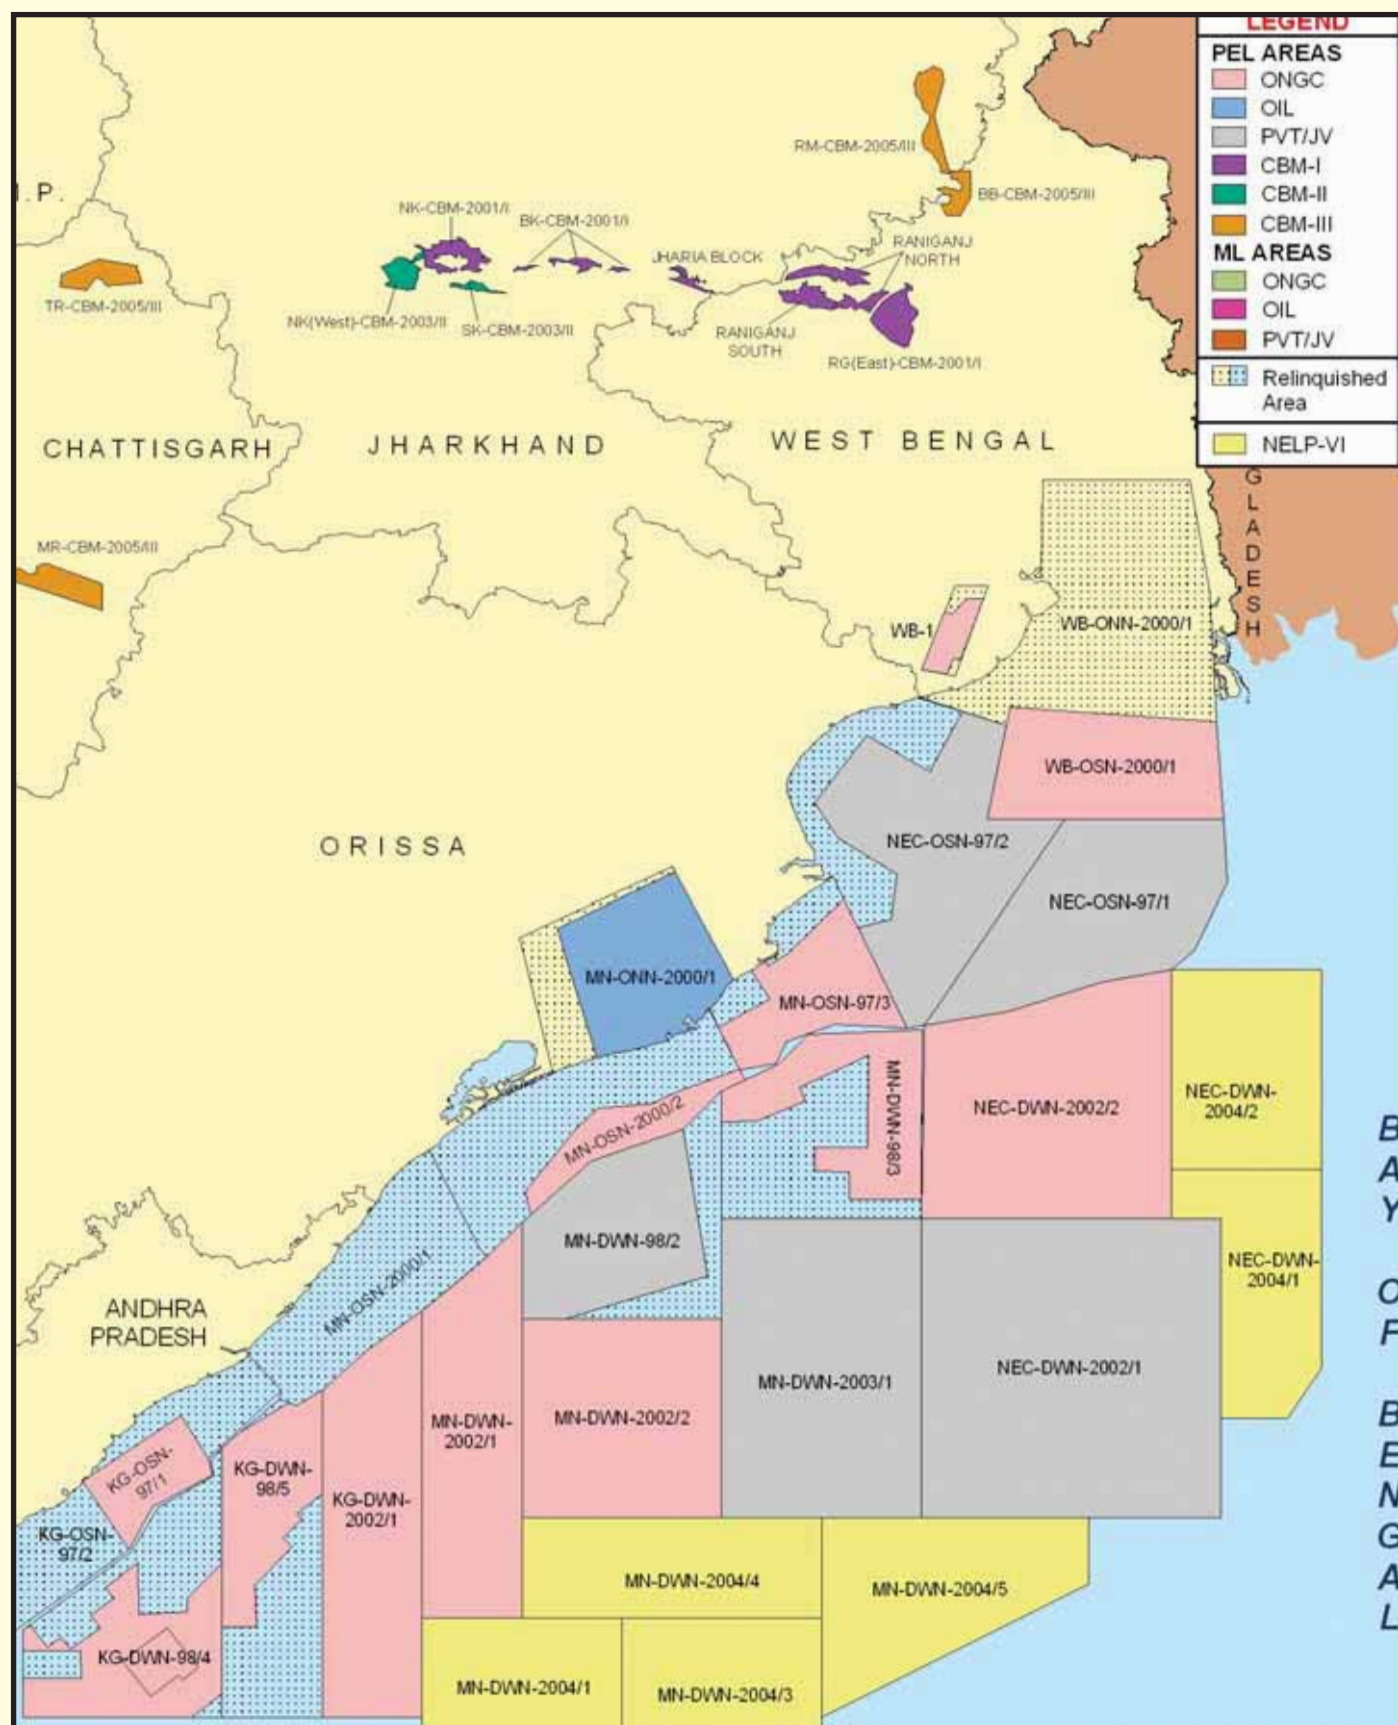 LEGEND
PEL AREAS
ONGC
OIL
PVT/JV
CBM-I
CBM-II
CBM-III
ML AREAS
ONGC
OIL
PVT/JV
Relinquished
Area
NELP-VI
RM-CBM-2005/III
BB-CBM-2005/III
.P.
NK-CBM-2001/I
BK-CBM-2001/I
JHARIA BLOCK
RANIGANJ
NORTH
TR-CBM-2005/III
NK(West)-CBM-2003/II
SK-CBM-2003/II
RANIGANJ
SOUTH
RG(East)-CBM-2001/I
CHATTISGARH
JHARKHAND
WEST BENGAL
GLADESH
MR-CBM-2005/III
WB-1
WB-ONN-2000/1
WB-OSN-2000/1
ORISSA
NEC-OSN-97/2
NEC-OSN-97/1
MN-ONN-2000/1
MN-OSN-97/3
MN-DWN-98/3
NEC-DWN-2002/2
NEC-DWN-
2004/2
MN-OSN-2000/2
MN-DWN-98/2
NEC-DWN-
2004/1
MN-OSN-2000/1
ANDHRA
PRADESH
MN-DWN-2003/1
NEC-DWN-2002/1
MN-DWN-
2002/1
MN-DWN-2002/2
KG-OSN-
97/1
KG-DWN-
98/5
KG-DWN-
2002/1
KG-OSN-
97/2
MN-DWN-2004/4
MN-DWN-2004/5
KG-DWN-98/4
MN-DWN-2004/1
MN-DWN-2004/3
BAY OF BENGAL